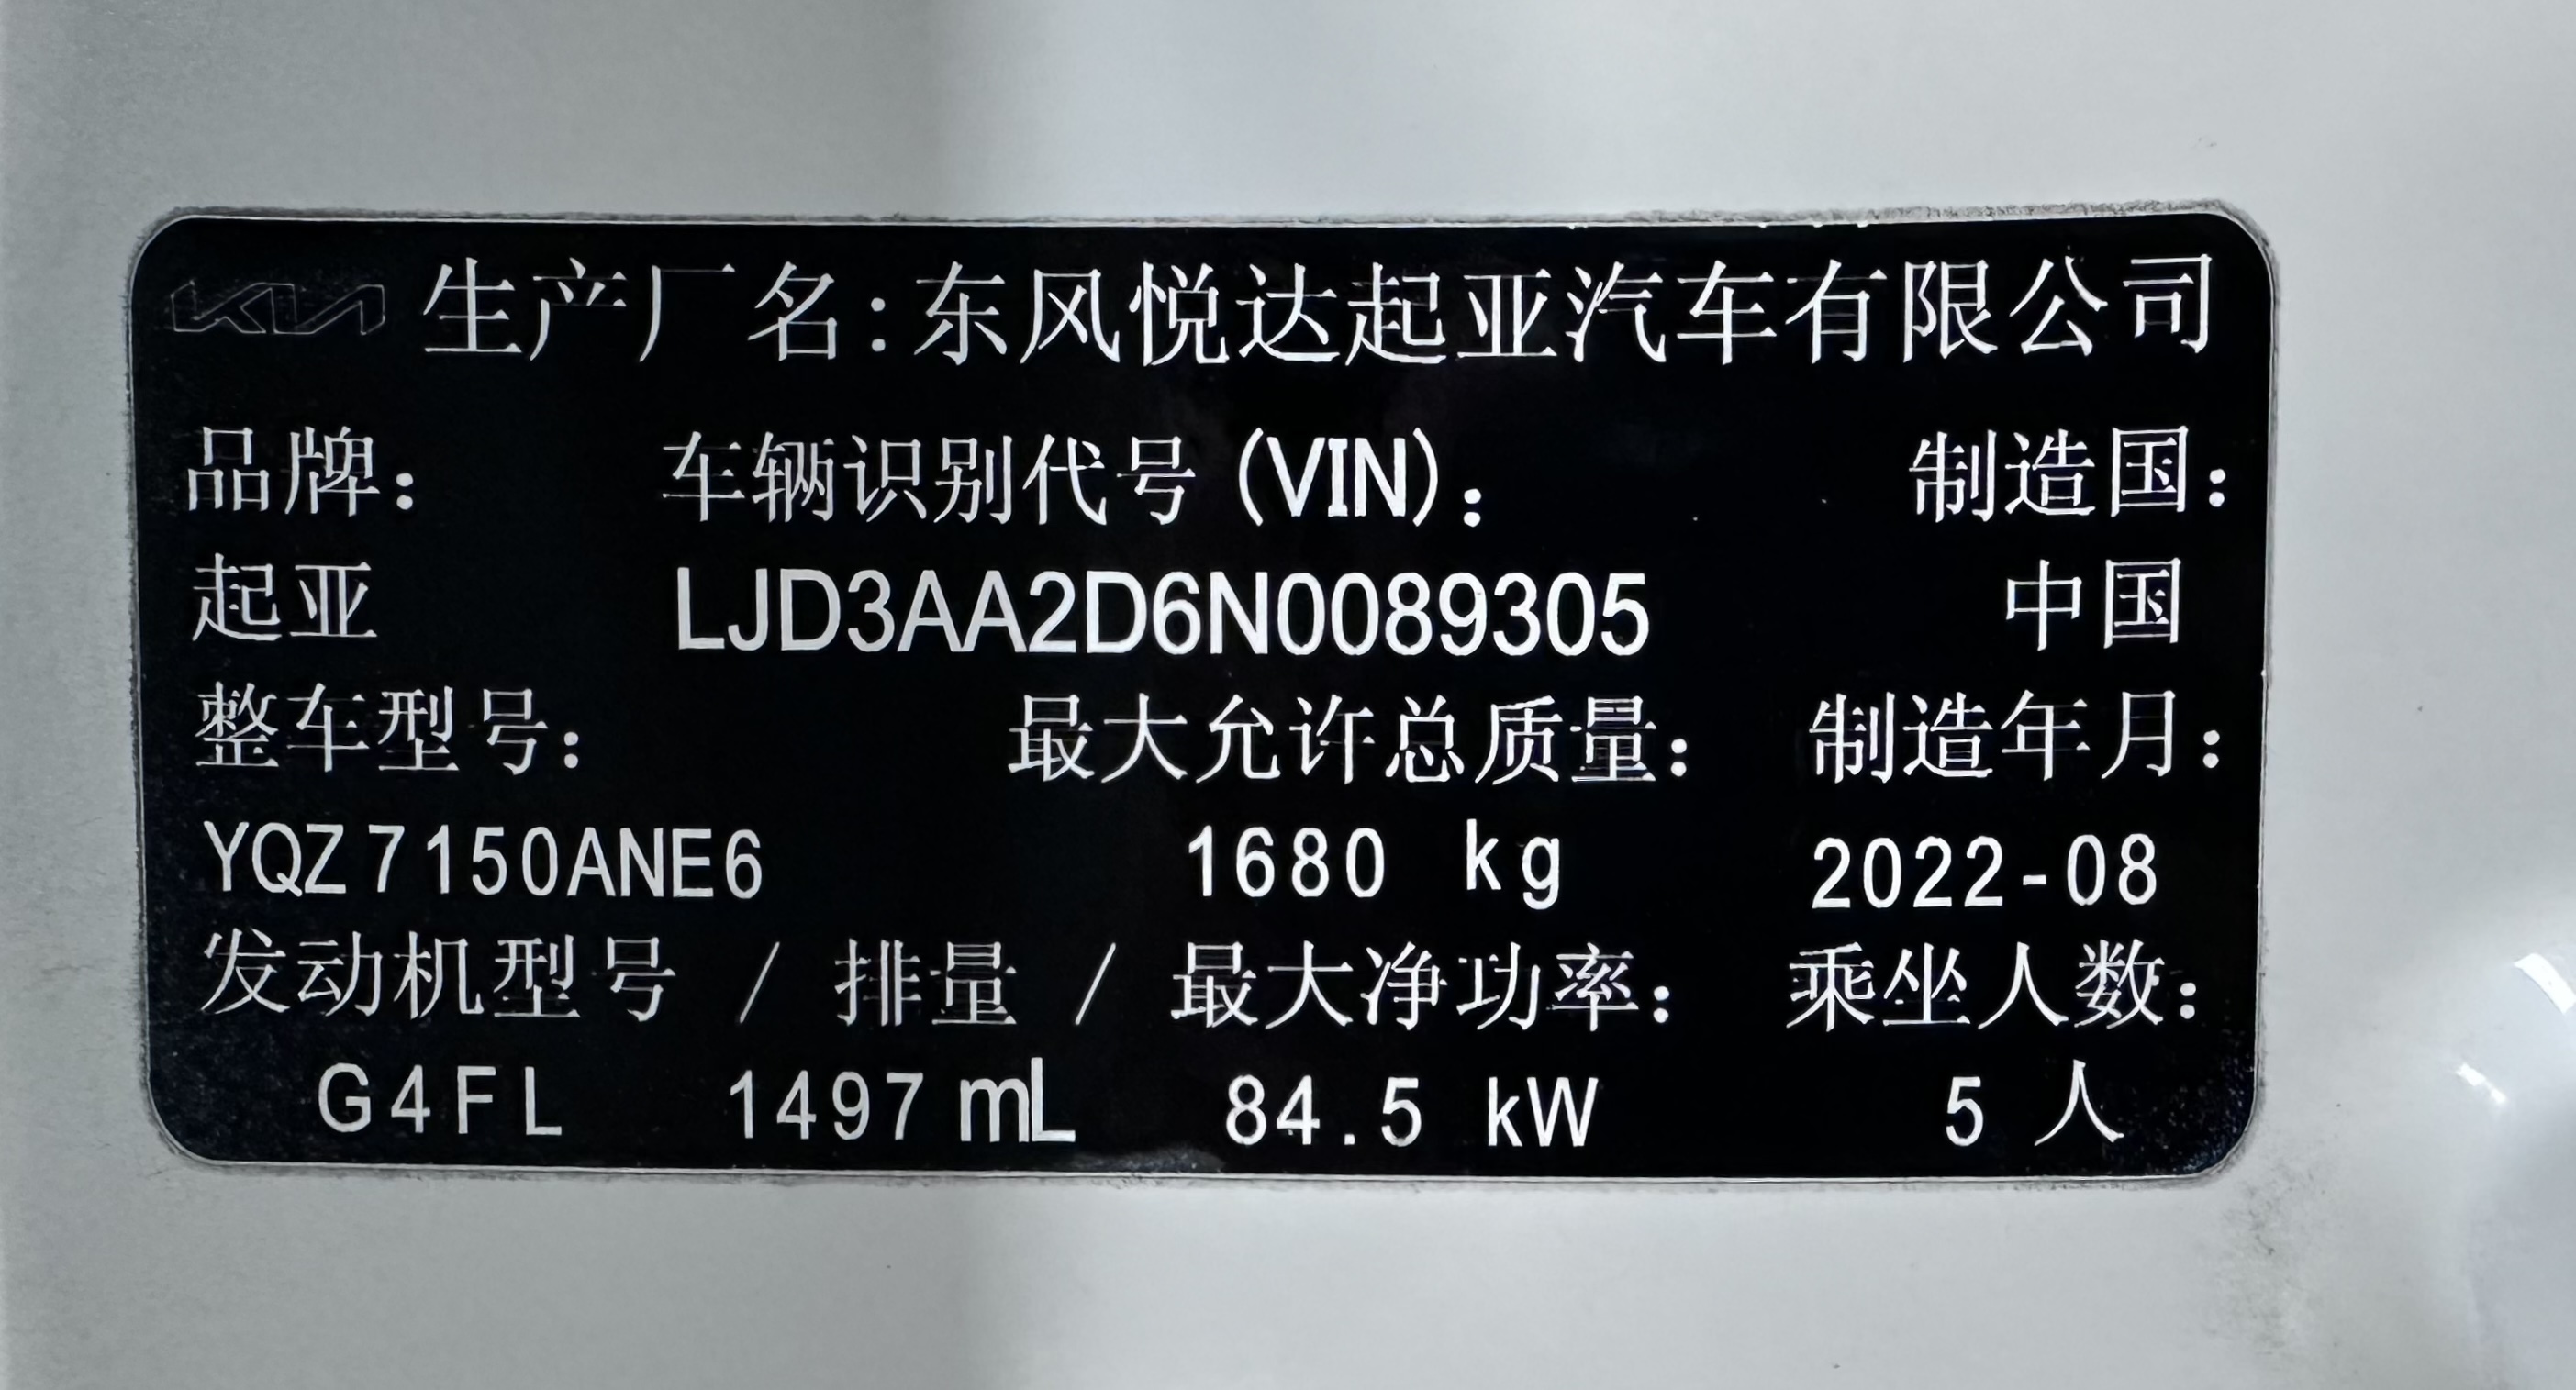 KIA 生产厂名:东风悦达起亚汽车有限公司
品牌: 车辆识别代号(VIN): 制造国:
起亚 LJD3AA2D6N0089305 中国
整车型号: 最大允许总质量: 制造年月:
YQZ7150ANE6 1680 kg 2022-08
发动机型号 / 排量 / 最大净功率: 乘坐人数:
G4FL 1497 mL 84.5 kW 5 人